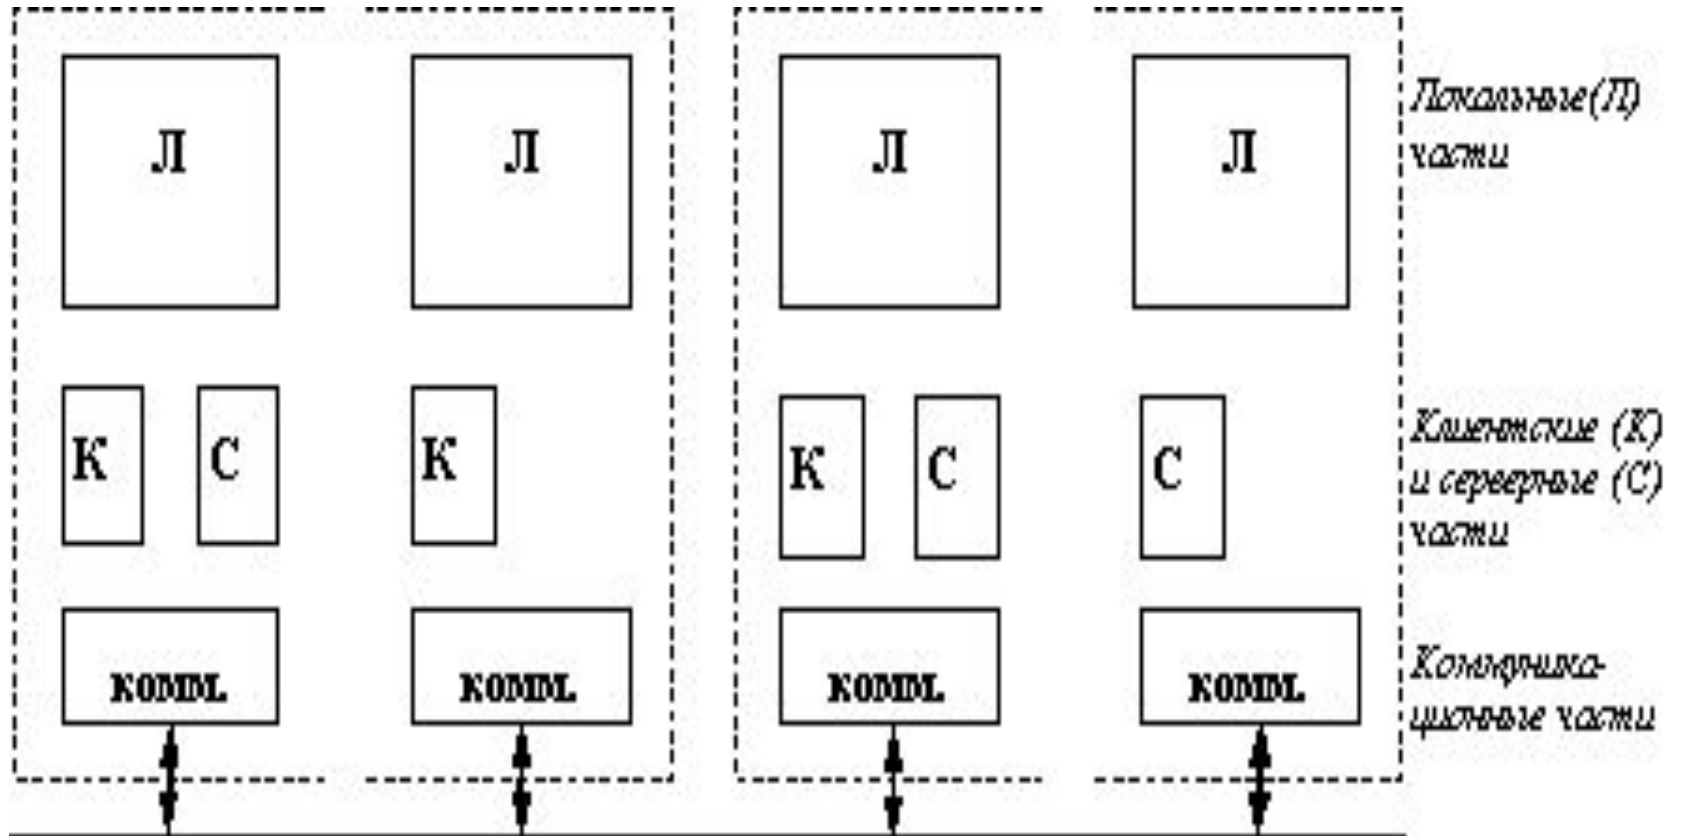 Л Л Л Л
Локальные (Л)
части
К С К К С С
Клиентские (К)
и серверные (С)
части
комм. комм. комм. комм.
Коммуника-
ционные части